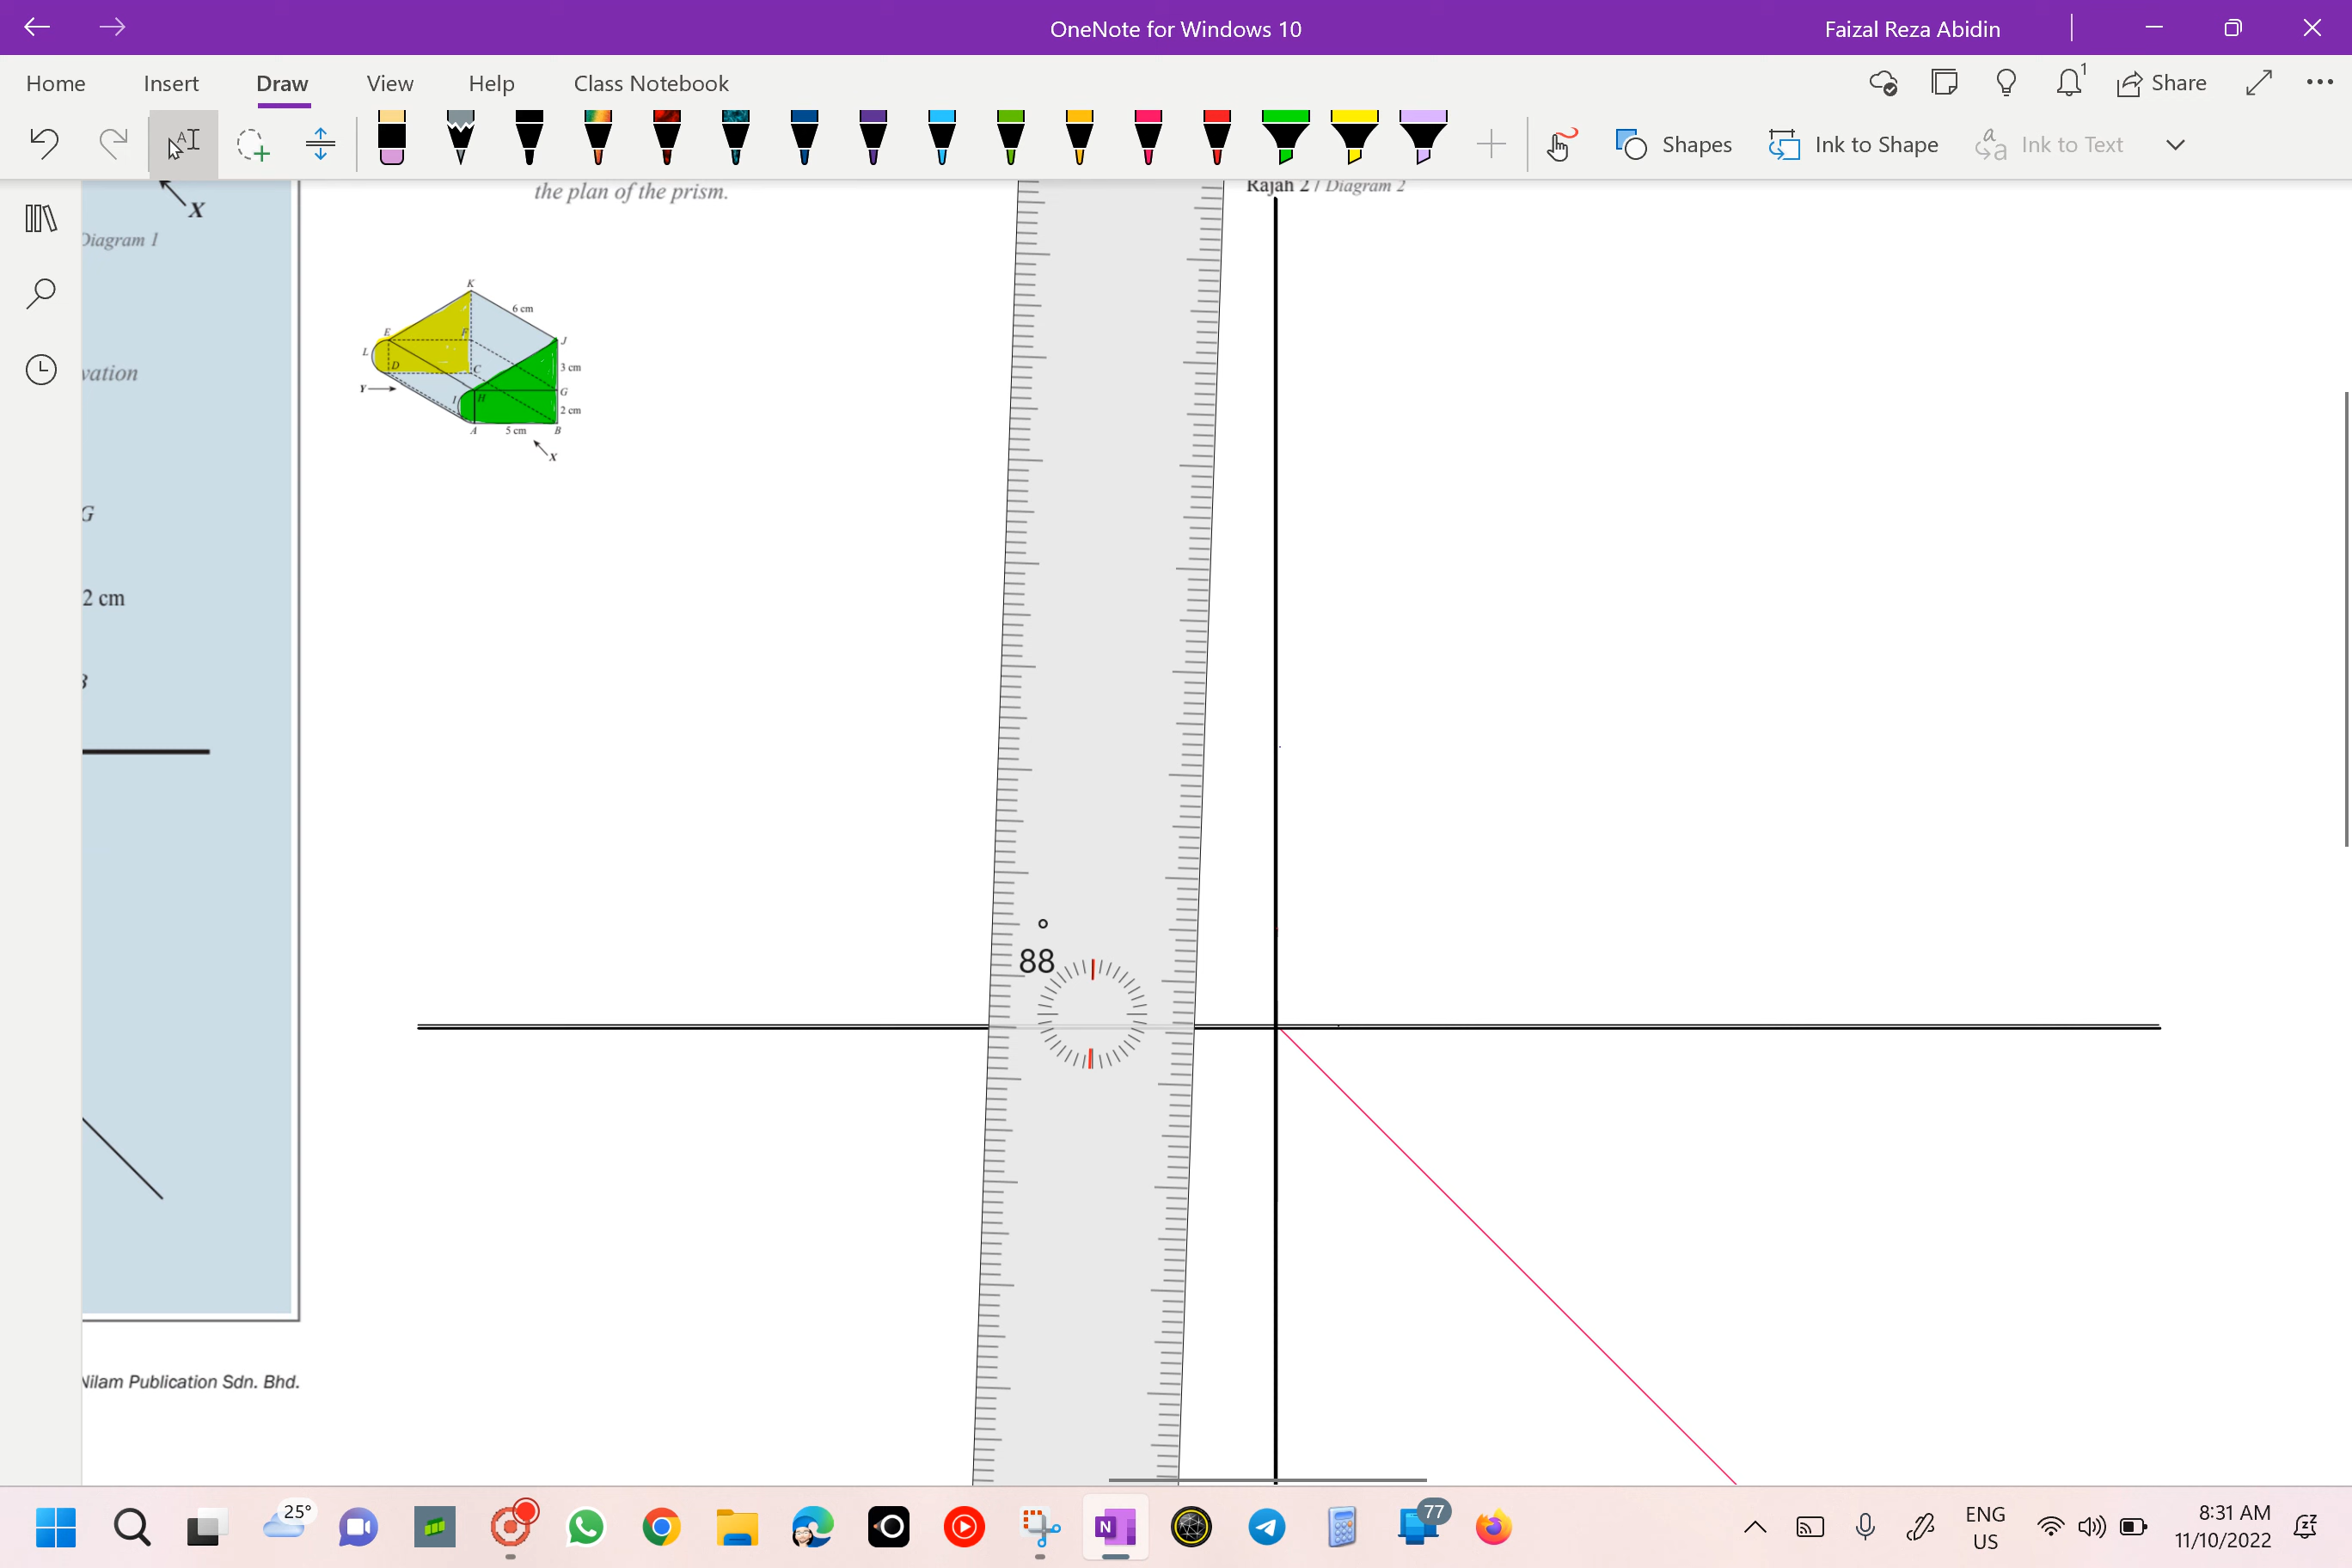 OneNote for Windows 10
Faizal Reza Abidin
Home Insert Draw View Help Class Notebook
1
Share
Shapes
Ink to Shape
Ink to Text
the plan of the prism.
Rajah 2 / Diagram 2
X
Diagram 1
vation
G
2 cm
K
6 cm
E
F
J
L
D
C
3 cm
Y
G
I
H
2 cm
A
5 cm
B
X
°
88
Nilam Publication Sdn. Bhd.
25°
77
ENG
US
8:31 AM
11/10/2022